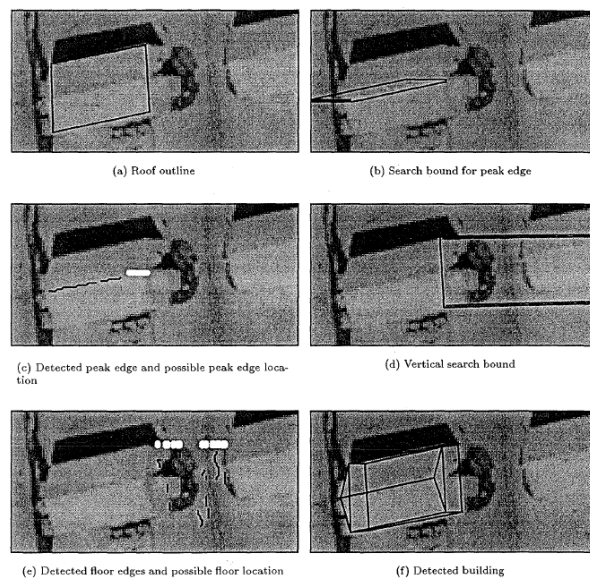 (a) Roof outline
(b) Search bound for peak edge
(c) Detected peak edge and possible peak edge loca-
tion
(d) Vertical search bound
(e) Detected floor edges and possible floor location
(f) Detected building